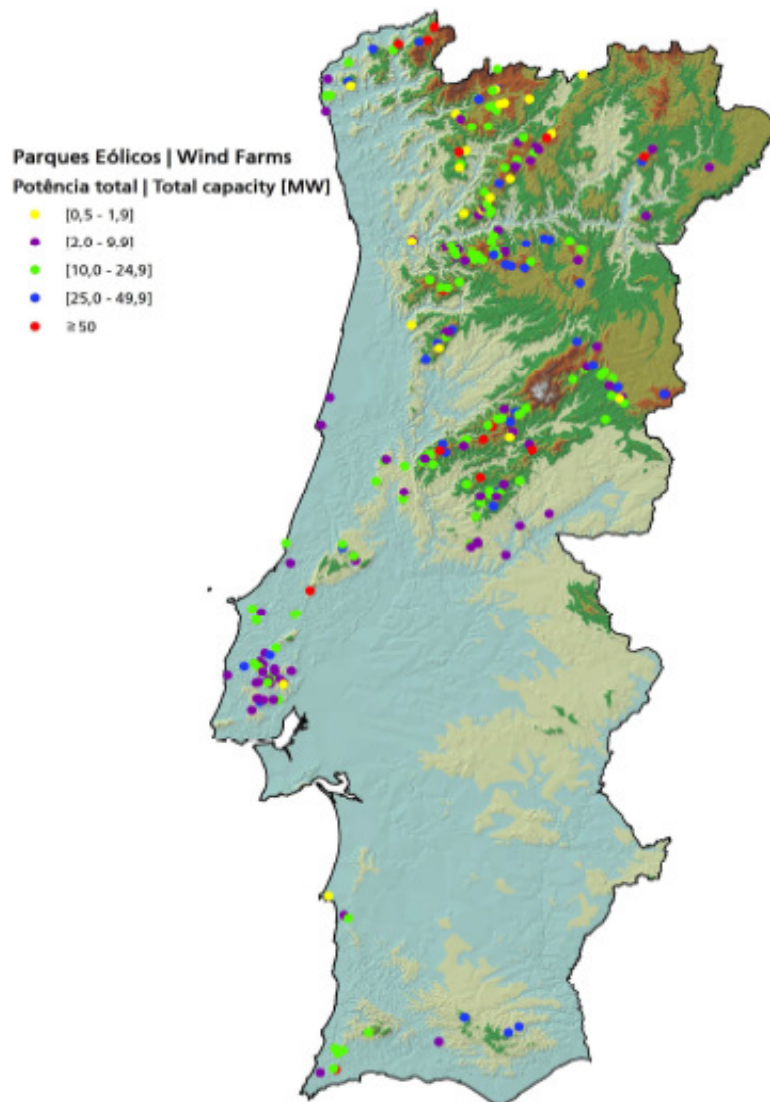 Parques Eólicos | Wind Farms
Potência total | Total capacity [MW]
[0,5 - 1,9]
[2,0 - 9,9]
[10,0 - 24,9]
[25,0 - 49,9]
≥ 50